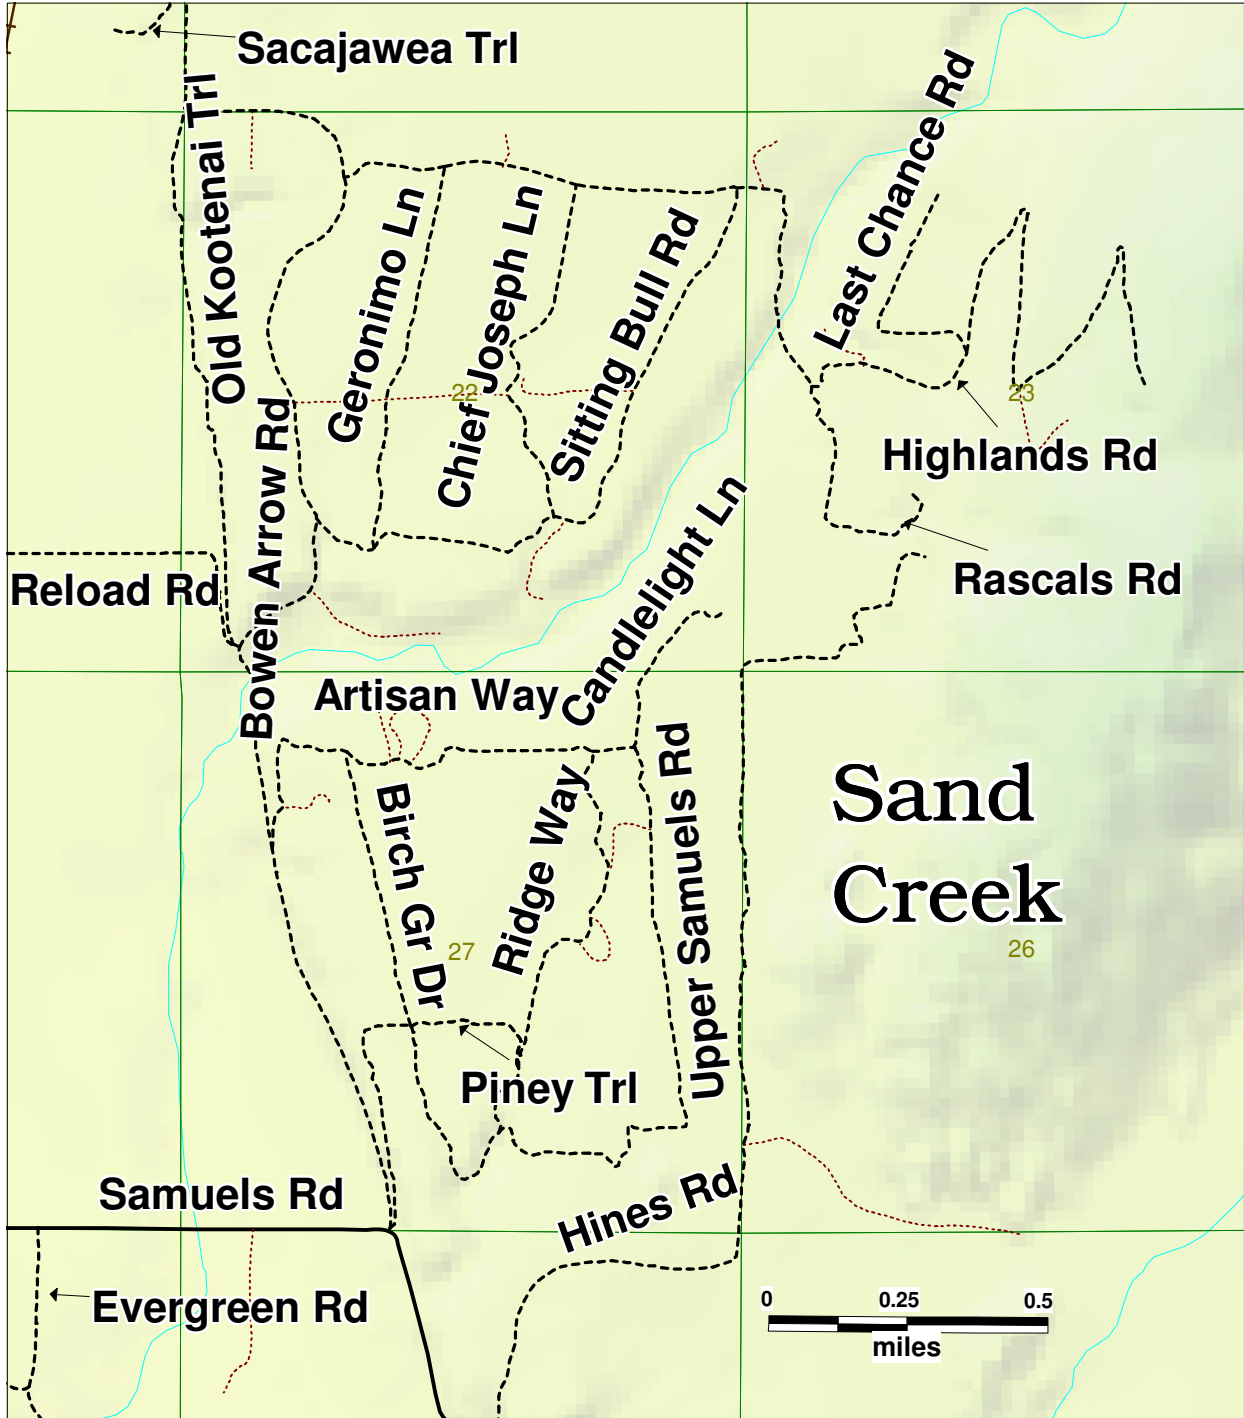 Sacajawea Trl
Old Kootenai Trl
Last Chance Rd
Geronimo Ln
Chief Joseph Ln
Sitting Bull Rd
22
23
Highlands Rd
Bowen Arrow Rd
Candlelight Ln
Reload Rd
Rascals Rd
Artisan Way
Birch Gr Dr
Ridge Way
Upper Samuels Rd
Sand
Creek
27
26
Piney Trl
Samuels Rd
Hines Rd
Evergreen Rd
0 0.25 0.5
miles